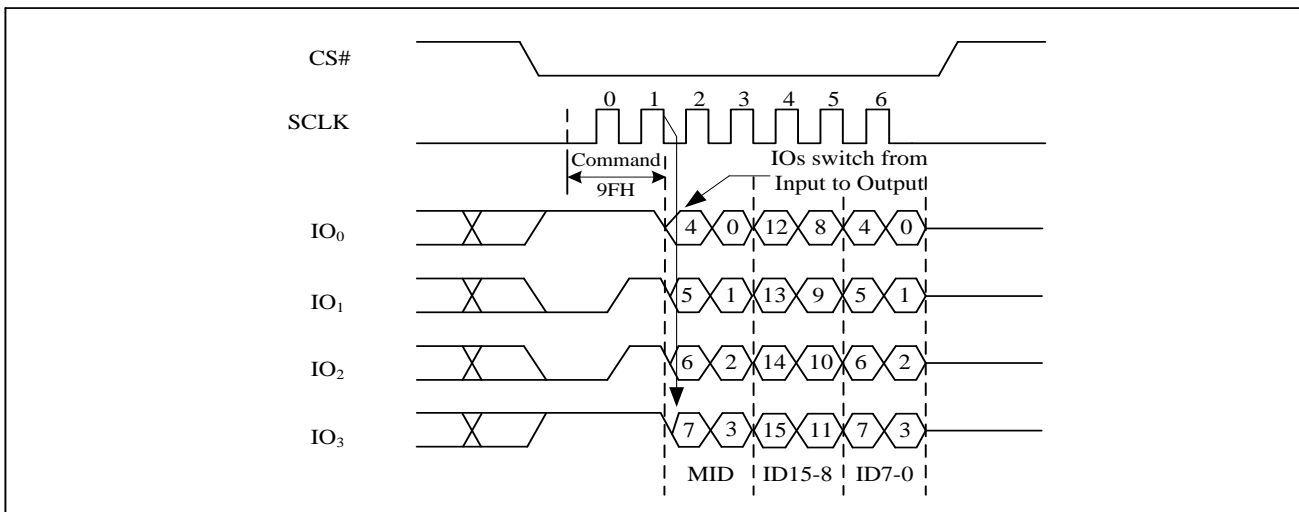 CS#
0 1 2 3 4 5 6
SCLK
Command
9FH
IOs switch from
Input to Output
IO0 4 0 12 8 4 0
IO1 5 1 13 9 5 1
IO2 6 2 14 10 6 2
IO3 7 3 15 11 7 3
MID ID15-8 ID7-0